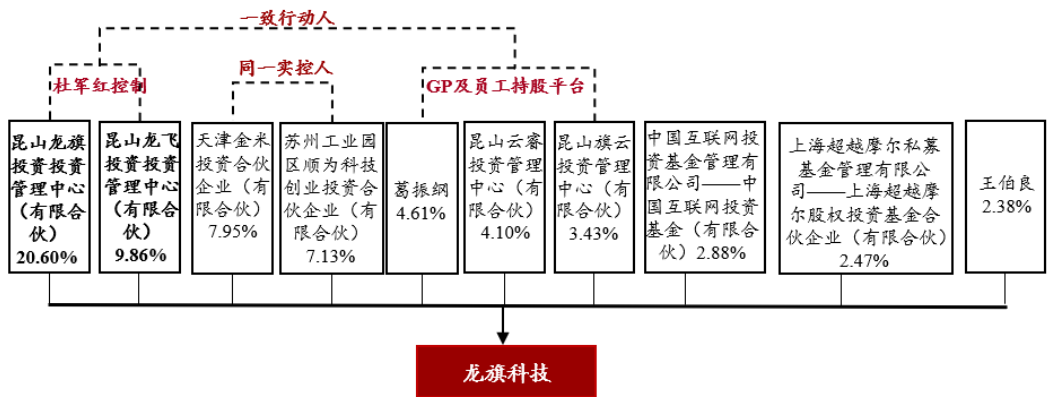 一致行动人
同一实控人
杜军红控制
GP及员工持股平台
昆山龙旗
投资投资
管理中心
（有限合
伙）
20.60%
昆山龙飞
投资投资
管理中心
（有限合
伙）
9.86%
天津金米
投资合伙
企业（有
限合伙）
7.95%
苏州工业园
区顺为科技
创业投资合
伙企业（有
限合伙）
7.13%
葛振纲
4.61%
昆山云睿
投资管理
中心（有
限合伙）
4.10%
昆山旗云
投资管理
中心（有
限合伙）
3.43%
中国互联网投
资基金管理有
限公司——中
国互联网投资
基金（有限合
伙）2.88%
上海超越摩尔私募
基金管理有限公
司——上海超越摩
尔股权投资基金合
伙企业（有限合伙）
2.47%
王伯良
2.38%
龙旗科技